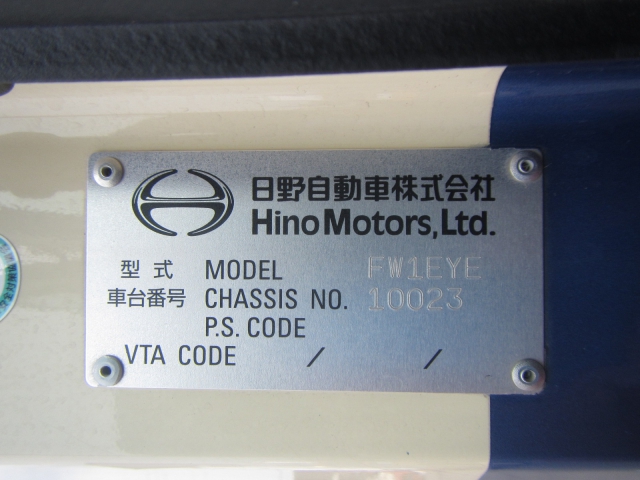 日野自動車株式会社
Hino Motors, Ltd.
型式 MODEL FW1EYE
車台番号 CHASSIS NO. 10023
P.S. CODE
VTA CODE / /